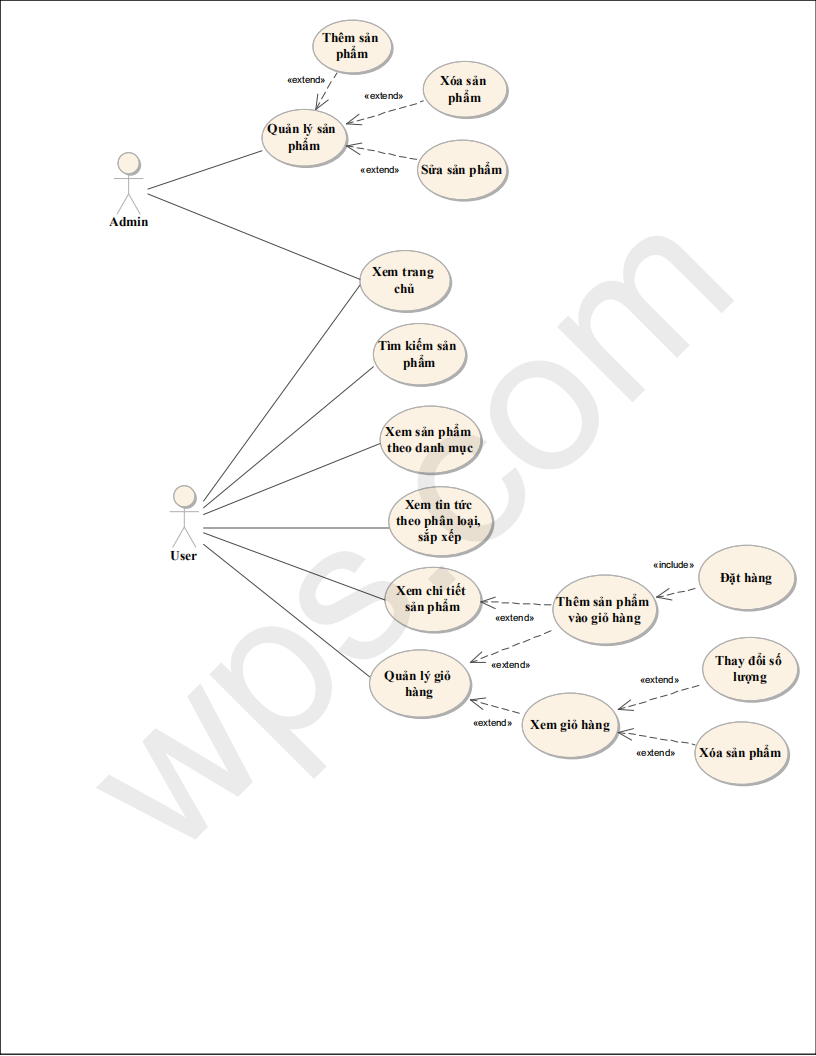 Thêm sản
phẩm
«extend»
Xóa sản
phẩm
«extend»
Quản lý sản
phẩm
«extend»
Sửa sản phẩm
Admin
Xem trang
chủ
Tìm kiếm sản
phẩm
Xem sản phẩm
theo danh mục
Xem tin tức
theo phân loại,
sắp xếp
User
Xem chi tiết
sản phẩm
«extend»
Thêm sản phẩm
vào giỏ hàng
«include»
Đặt hàng
«extend»
Quản lý giỏ
hàng
«extend»
Xem giỏ hàng
«extend»
Thay đổi số
lượng
«extend»
Xóa sản phẩm
wps.com